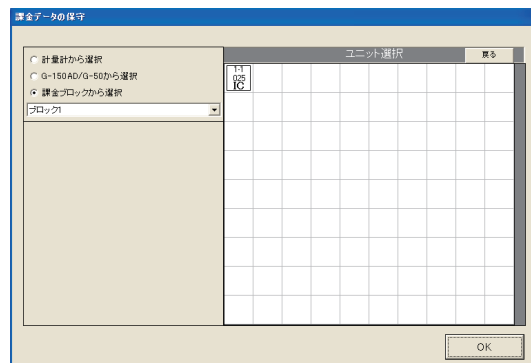 課金データの保守
計量計から選択
G-150AD/G-50から選択
課金ブロックから選択
ブロック1
ユニット選択
戻る
1-1
025
IC
OK